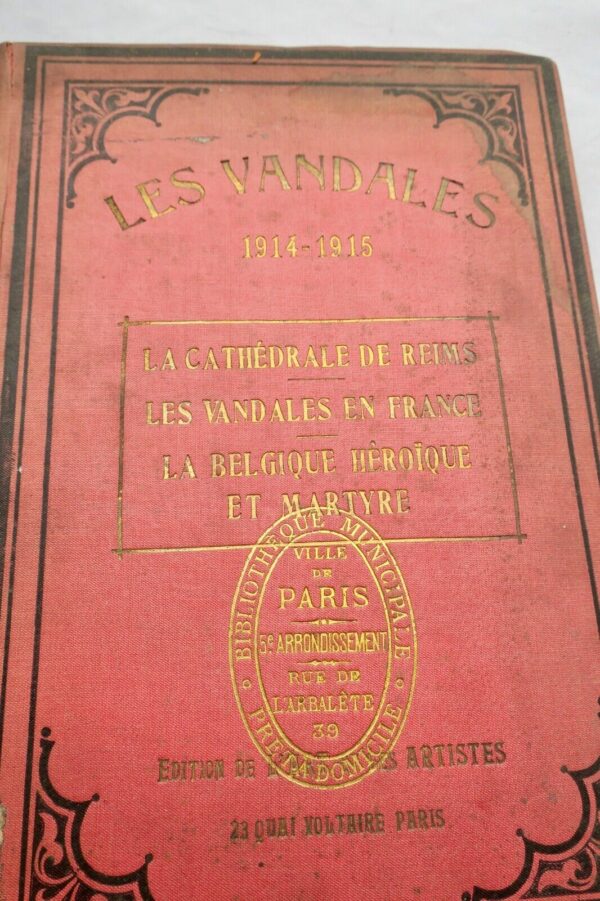 LES VANDALES
1914-1915
LA CATHÉDRALE DE REIMS
LES VANDALES EN FRANCE
LA BELGIQUE HÉROÏQUE
ET MARTYRE
BIBLIOTHÈQUE MUNICIPALE
VILLE
DE
PARIS
5e ARRONDISSEMENT
RUE DE
L'ARBALÈTE
39
PRÊT À DOMICILE
EDITION DE ARTISTES
23 QUAI VOLTAIRE PARIS